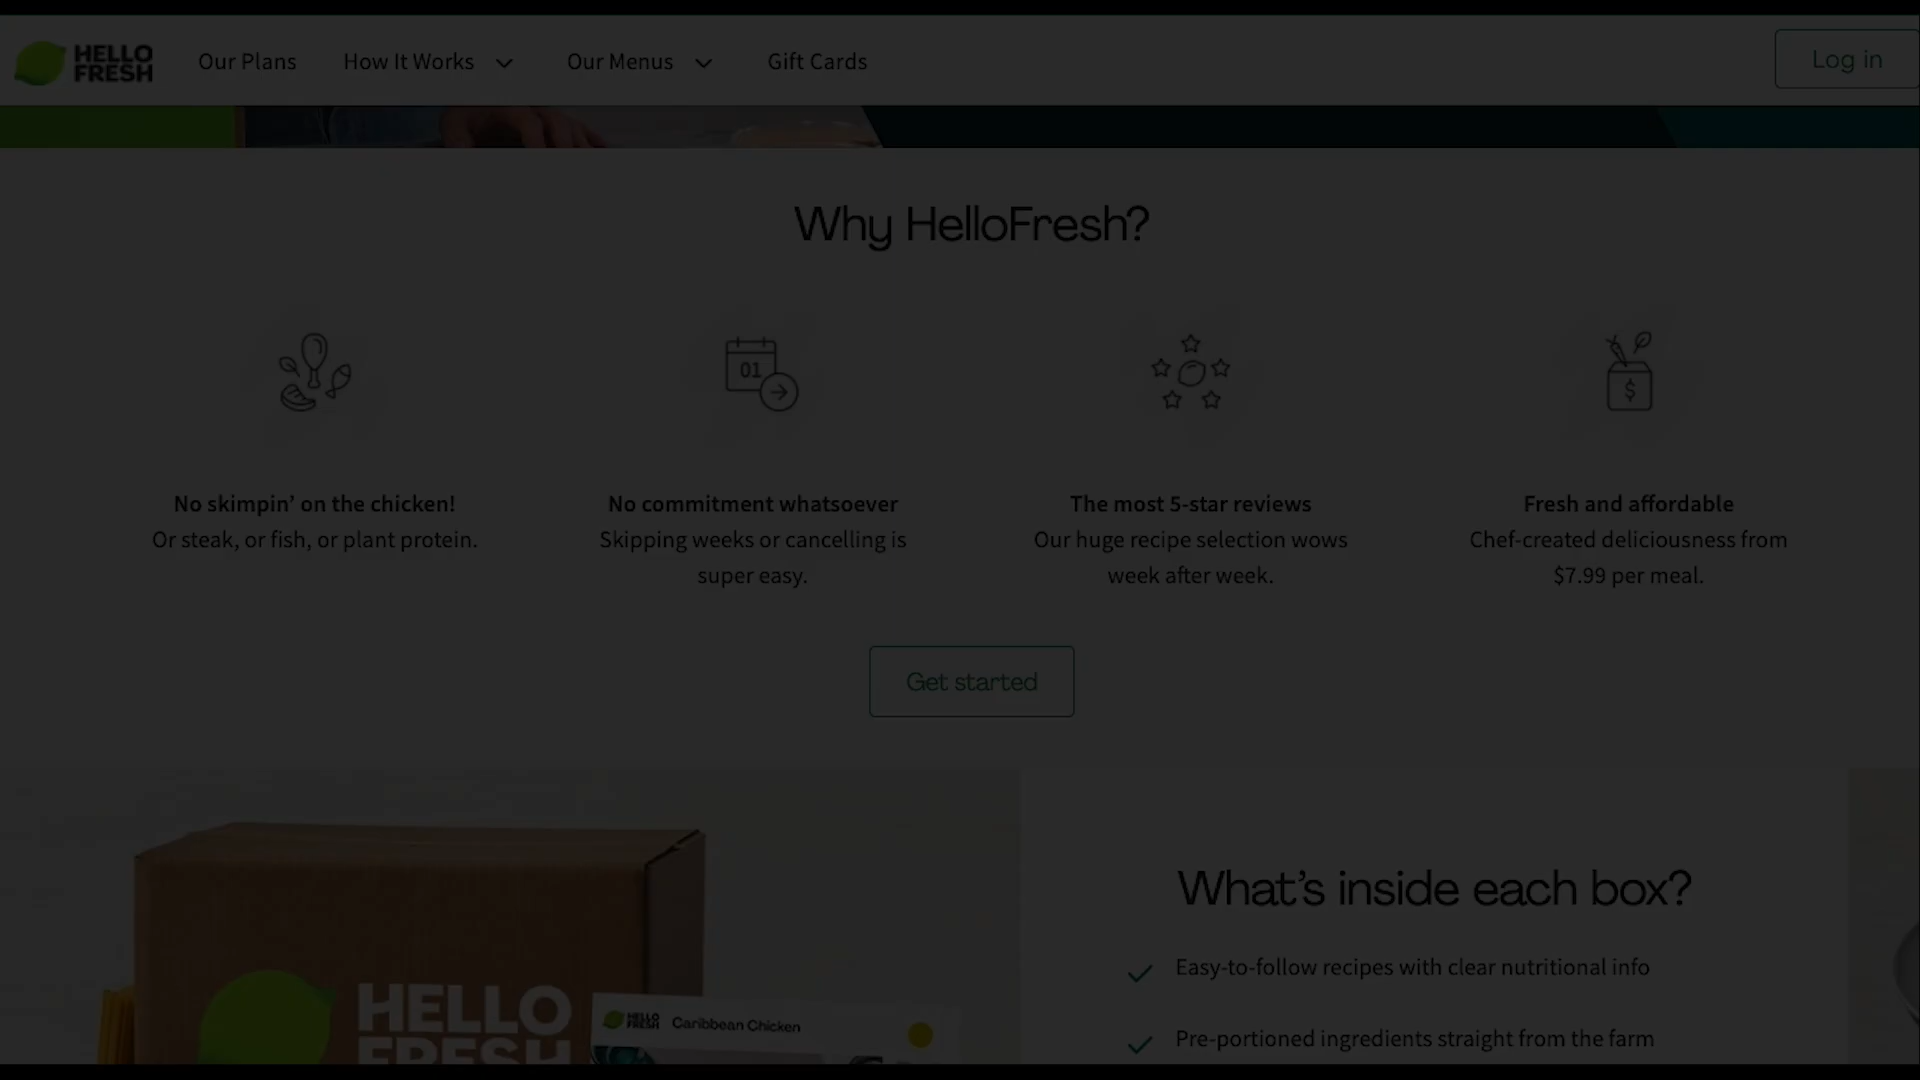 HELLO
FRESH
Our Plans
How It Works
Our Menus
Gift Cards
Log in
Why HelloFresh?
01
$
No skimpin’ on the chicken!
Or steak, or fish, or plant protein.
No commitment whatsoever
Skipping weeks or cancelling is
super easy.
The most 5-star reviews
Our huge recipe selection wows
week after week.
Fresh and affordable
Chef-created deliciousness from
$7.99 per meal.
Get started
What’s inside each box?
Easy-to-follow recipes with clear nutritional info
Pre-portioned ingredients straight from the farm
HELLO
FRESH
HELLO
FRESH
Caribbean Chicken